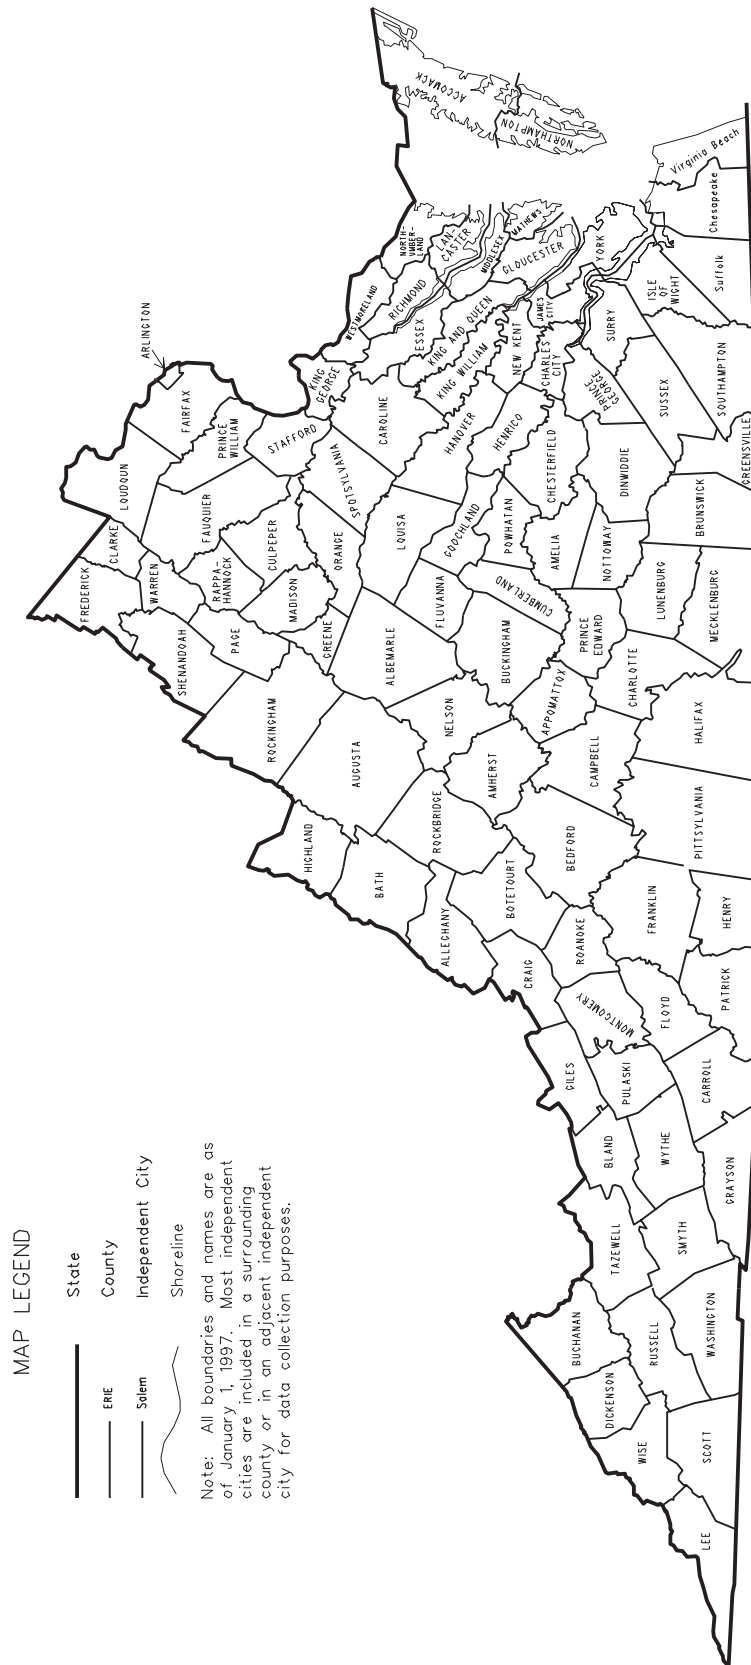 MAP LEGEND
State
ERIE County
Salem Independent City
Shoreline
Note: All boundaries and names are as
of January 1, 1997. Most independent
cities are included in a surrounding
county or in an adjacent independent
city for data collection purposes.
ARLINGTON
FREDERICK
CLARKE
LOUDOUN
FAIRFAX
WARREN
FAUQUIER
PRINCE
WILLIAM
SHENANDOAH
PAGE
RAPPA-
HANNOCK
CULPEPER
STAFFORD
KING
GEORGE
WESTMORELAND
NORTH-
UMBER-
LAND
ACCOMACK
ROCKINGHAM
MADISON
GREENE
ORANGE
SPOTSYLVANIA
CAROLINE
ESSEX
RICHMOND
LAN-
CASTER
NORTHAMPTON
HIGHLAND
AUGUSTA
ALBEMARLE
LOUISA
HANOVER
KING WILLIAM
KING AND QUEEN
MIDDLESEX
MATHEWS
BATH
ROCKBRIDGE
NELSON
FLUVANNA
GOOCHLAND
HENRICO
NEW KENT
GLOUCESTER
ALLEGHANY
BOTETOURT
AMHERST
BUCKINGHAM
CUMBERLAND
POWHATAN
CHESTERFIELD
CHARLES
CITY
JAMES
CITY
YORK
CRAIG
ROANOKE
BEDFORD
CAMPBELL
APPOMATTOX
PRINCE
EDWARD
AMELIA
NOTTOWAY
DINWIDDIE
PRINCE
GEORGE
SURRY
ISLE
OF
WIGHT
Virginia Beach
GILES
MONTGOMERY
FRANKLIN
CHARLOTTE
LUNENBURG
SUSSEX
BUCHANAN
DICKENSON
TAZEWELL
BLAND
PULASKI
FLOYD
WISE
RUSSELL
SMYTH
WYTHE
CARROLL
PATRICK
HENRY
PITTSYLVANIA
HALIFAX
MECKLENBURG
BRUNSWICK
GREENSVILLE
SOUTHAMPTON
Suffolk
Chesapeake
LEE
SCOTT
WASHINGTON
GRAYSON